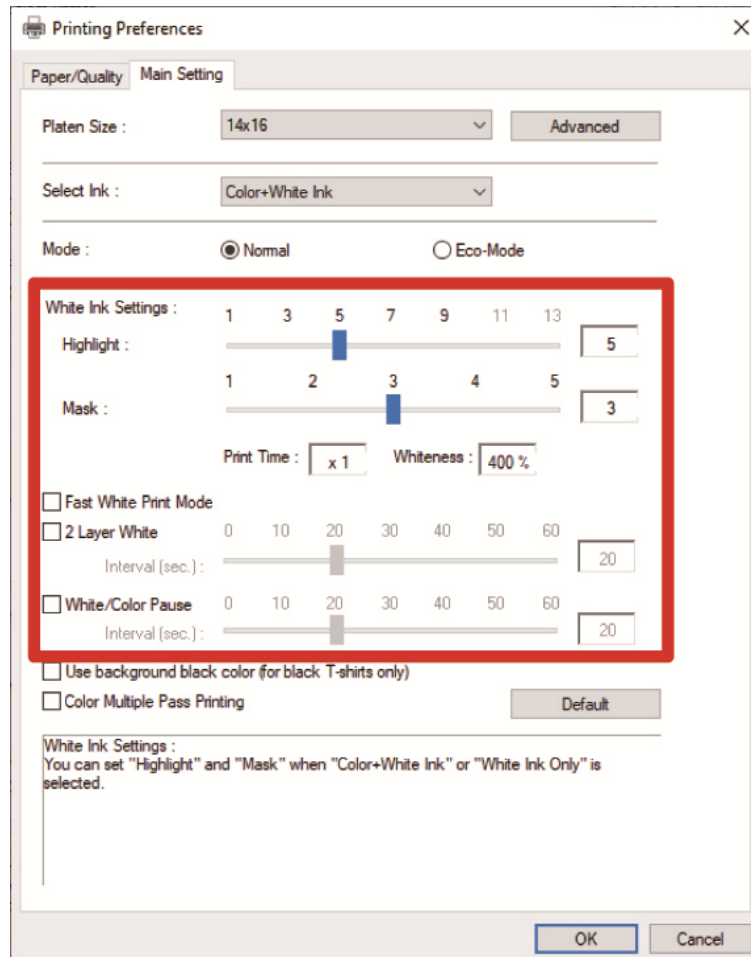 Printing Preferences
Paper/Quality Main Setting
Platen Size : 14x16 Advanced
Select Ink : Color+White Ink
Mode : Normal Eco-Mode
White Ink Settings : 1 3 5 7 9 11 13
Highlight : 5
1 2 3 4 5
Mask : 3
Print Time : x 1 Whiteness : 400 %
Fast White Print Mode
2 Layer White 0 10 20 30 40 50 60
Interval (sec.) : 20
White/Color Pause 0 10 20 30 40 50 60
Interval (sec.) : 20
Use background black color (for black T-shirts only)
Color Multiple Pass Printing Default
White Ink Settings :
You can set "Highlight" and "Mask" when "Color+White Ink" or "White Ink Only" is
selected.
OK Cancel